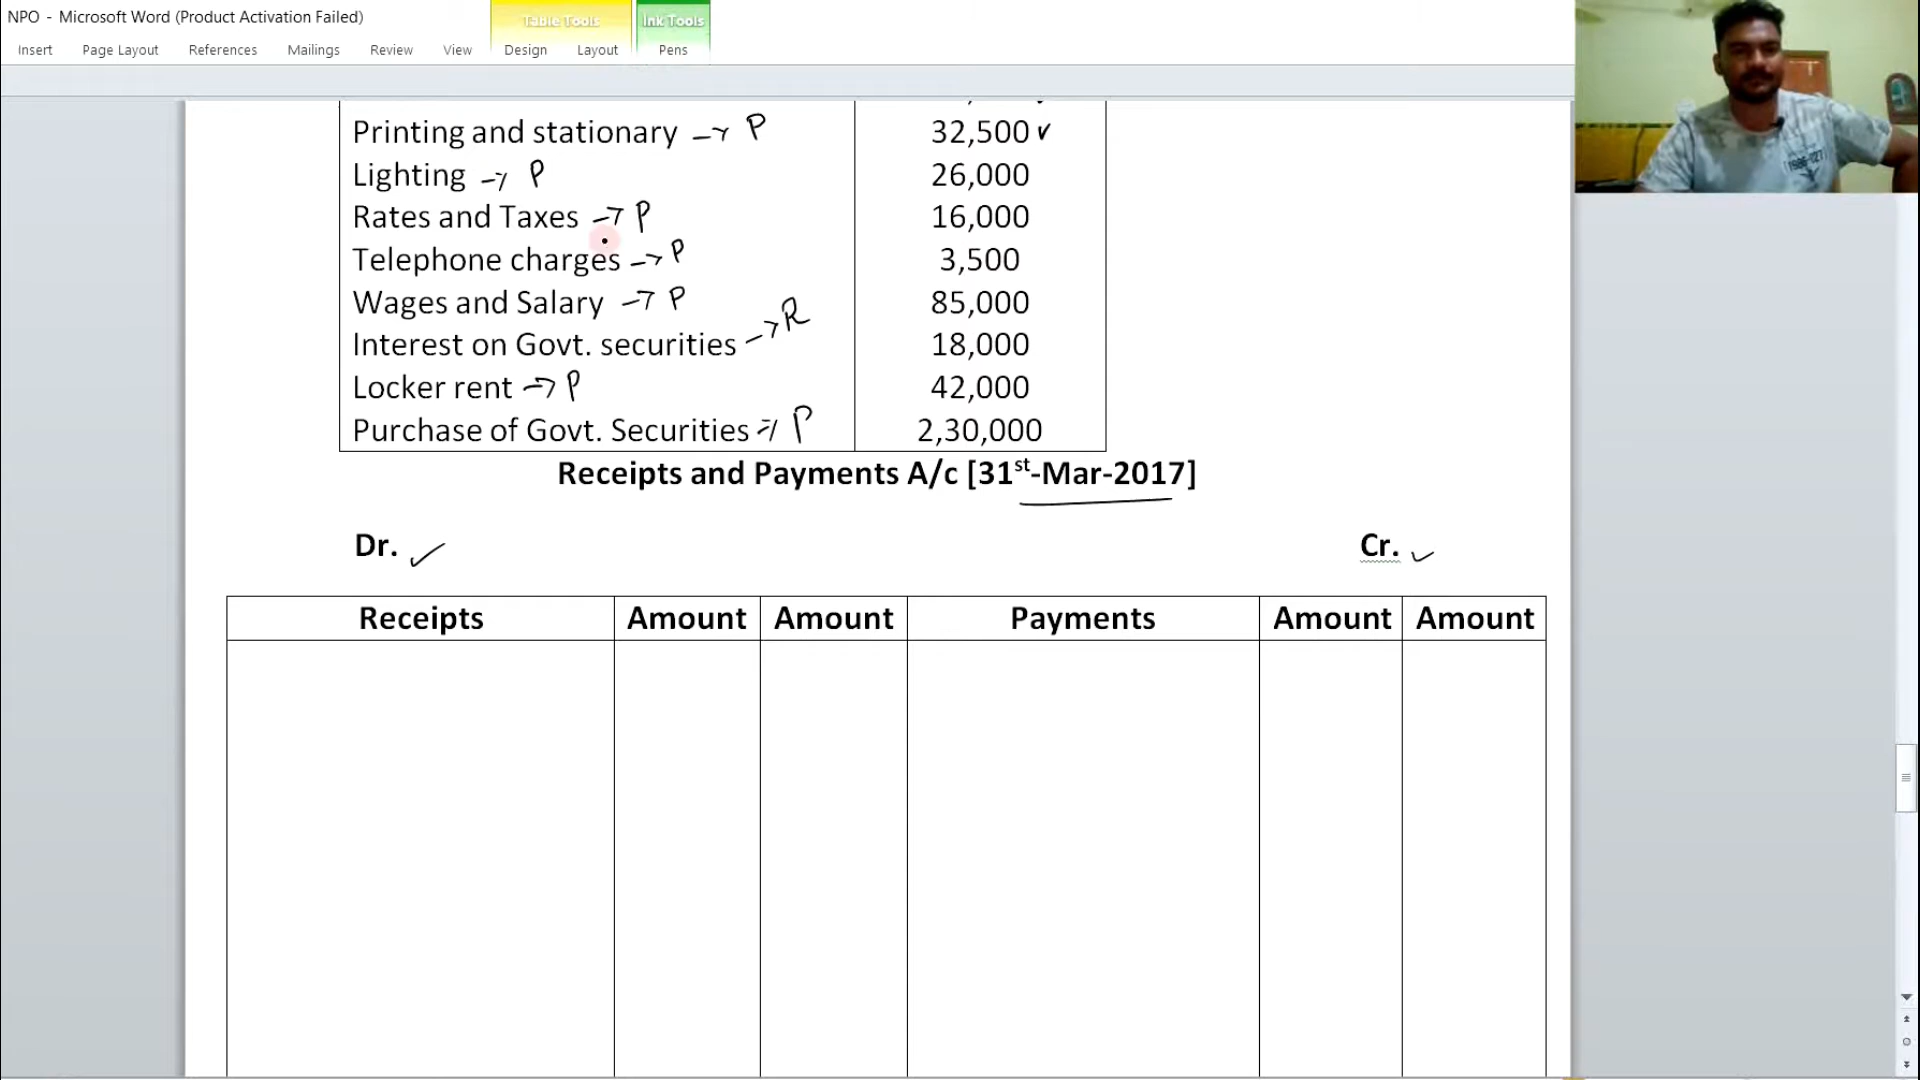 NPO - Microsoft Word (Product Activation Failed)
Table Tools
Ink Tools
Insert Page Layout References Mailings Review View Design Layout Pens
Printing and stationary → P 32,500 ✓
Lighting → P 26,000
Rates and Taxes → P 16,000
Telephone charges → P 3,500
Wages and Salary → P 85,000
Interest on Govt. securities → R 18,000
Locker rent → P 42,000
Purchase of Govt. Securities → P 2,30,000
Receipts and Payments A/c [31st-Mar-2017]
Dr. ✓ Cr. ✓
Receipts Amount Amount Payments Amount Amount